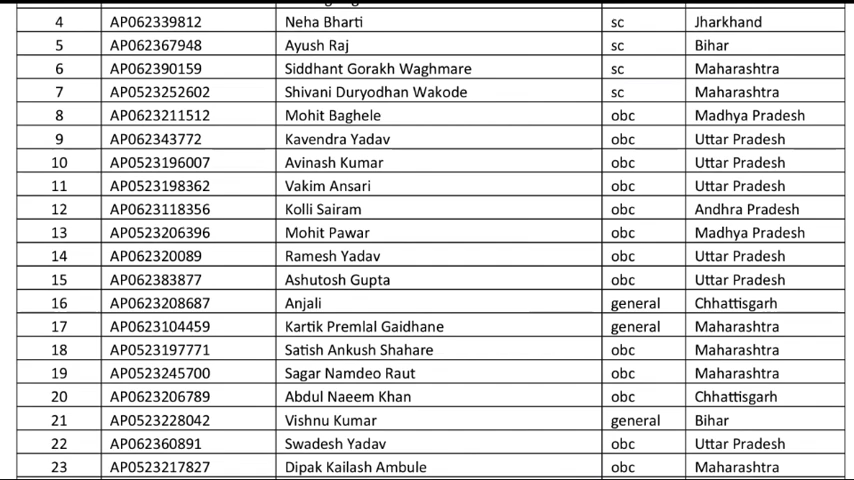 4 AP062339812 Neha Bharti sc Jharkhand
5 AP062367948 Ayush Raj sc Bihar
6 AP062390159 Siddhant Gorakh Waghmare sc Maharashtra
7 AP0523252602 Shivani Duryodhan Wakode sc Maharashtra
8 AP0623211512 Mohit Baghele obc Madhya Pradesh
9 AP062343772 Kavendra Yadav obc Uttar Pradesh
10 AP0523196007 Avinash Kumar obc Uttar Pradesh
11 AP0523198362 Vakim Ansari obc Uttar Pradesh
12 AP0623118356 Kolli Sairam obc Andhra Pradesh
13 AP0523206396 Mohit Pawar obc Madhya Pradesh
14 AP062320089 Ramesh Yadav obc Uttar Pradesh
15 AP062383877 Ashutosh Gupta obc Uttar Pradesh
16 AP0623208687 Anjali general Chhattisgarh
17 AP0623104459 Kartik Premlal Gaidhane general Maharashtra
18 AP0523197771 Satish Ankush Shahare obc Maharashtra
19 AP0523245700 Sagar Namdeo Raut obc Maharashtra
20 AP0623206789 Abdul Naeem Khan obc Chhattisgarh
21 AP0523228042 Vishnu Kumar general Bihar
22 AP062360891 Swadesh Yadav obc Uttar Pradesh
23 AP0523217827 Dipak Kailash Ambule obc Maharashtra